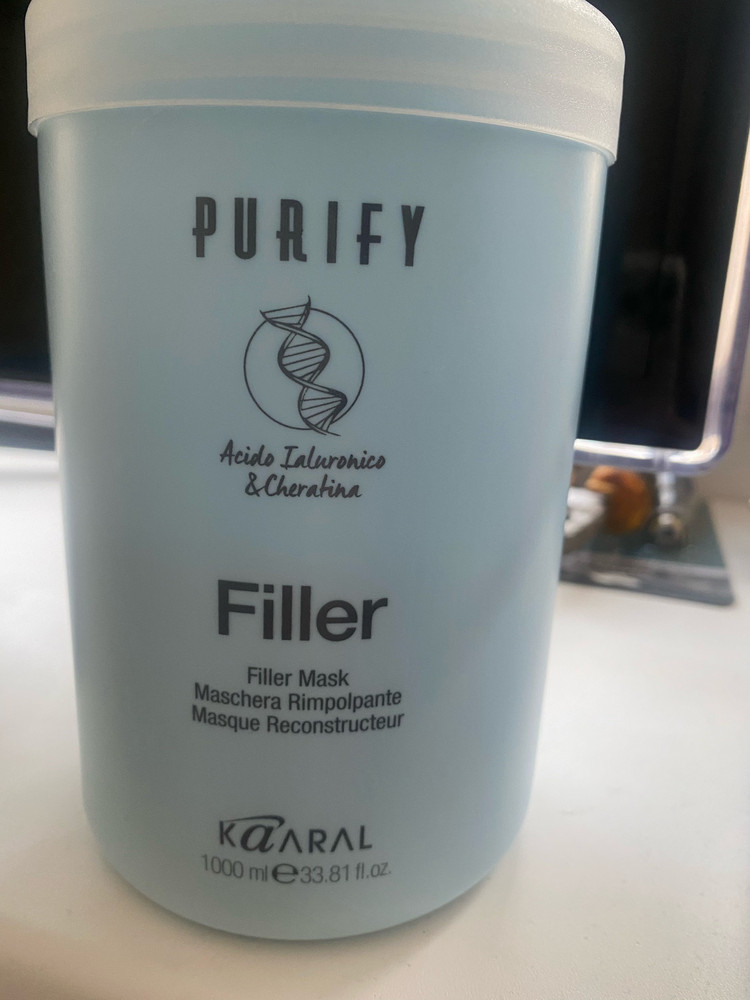 PURIFY
Acido Ialuronico
&Cheratina
Filler
Filler Mask
Maschera Rimpolpante
Masque Reconstructeur
KAARAL
1000 ml e 33.81 fl.oz.